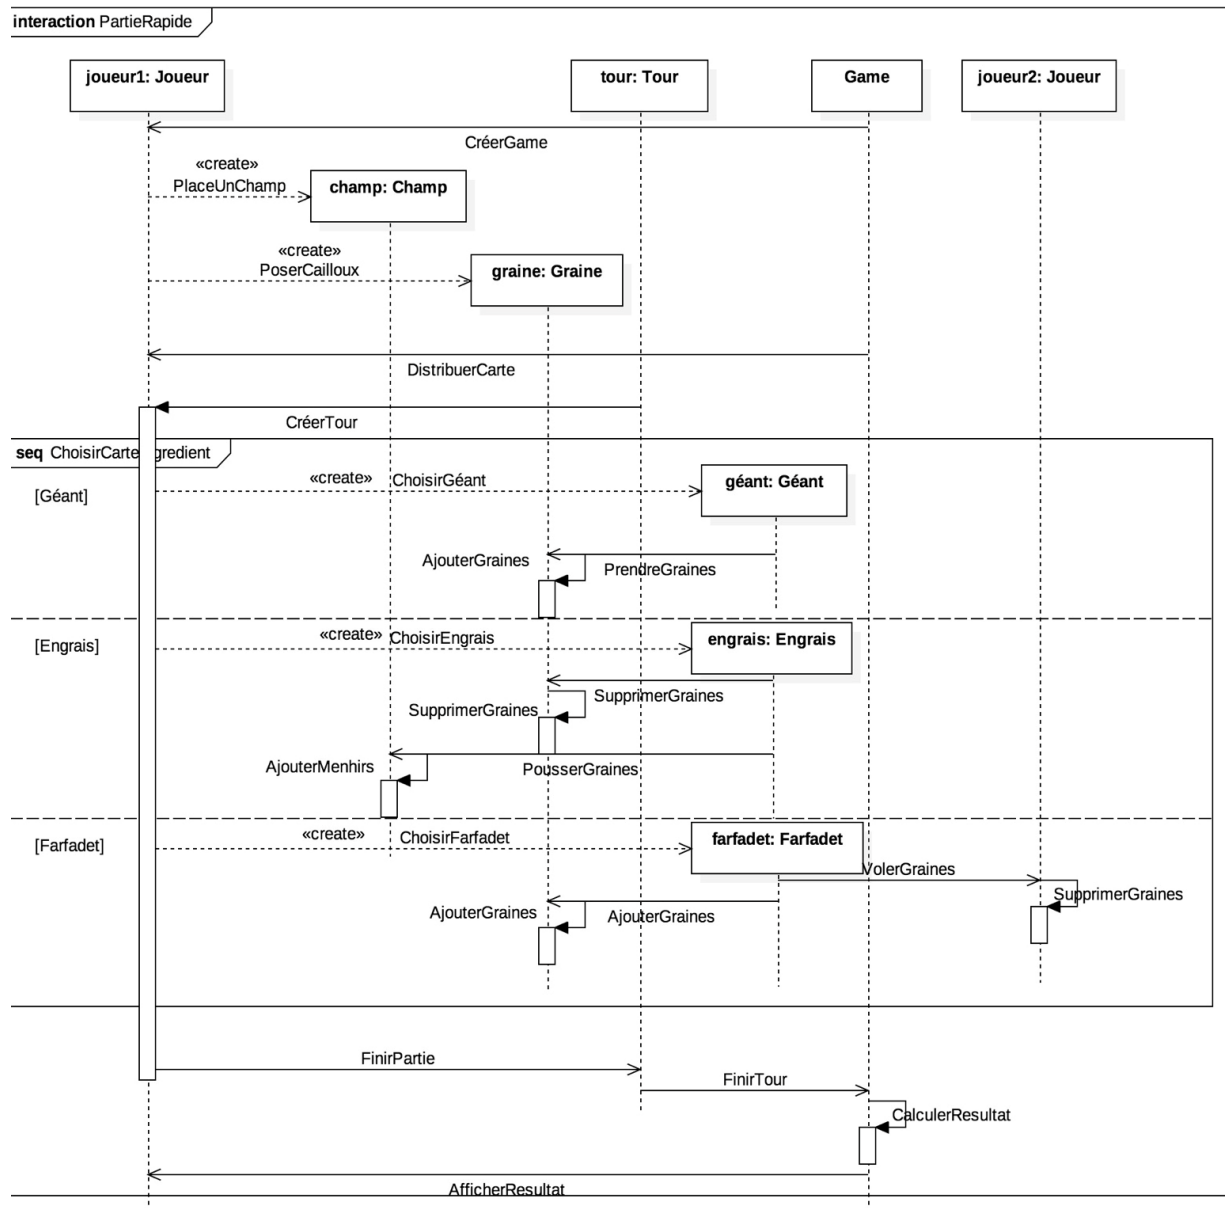 interaction PartieRapide
joueur1: Joueur
tour: Tour
Game
joueur2: Joueur
CréerGame
«create»
PlaceUnChamp
champ: Champ
«create»
PoserCailloux
graine: Graine
DistribuerCarte
CréerTour
seq ChoisirCarte gredient
[Géant]
«create» ChoisirGéant
géant: Géant
AjouterGraines
PrendreGraines
[Engrais]
«create» ChoisirEngrais
engrais: Engrais
SupprimerGraines
SupprimerGraines
AjouterMenhirs
PousserGraines
[Farfadet]
«create» ChoisirFarfadet
farfadet: Farfadet
VolerGraines
SupprimerGraines
AjouterGraines
AjouterGraines
FinirPartie
FinirTour
CalculerResultat
AfficherResultat